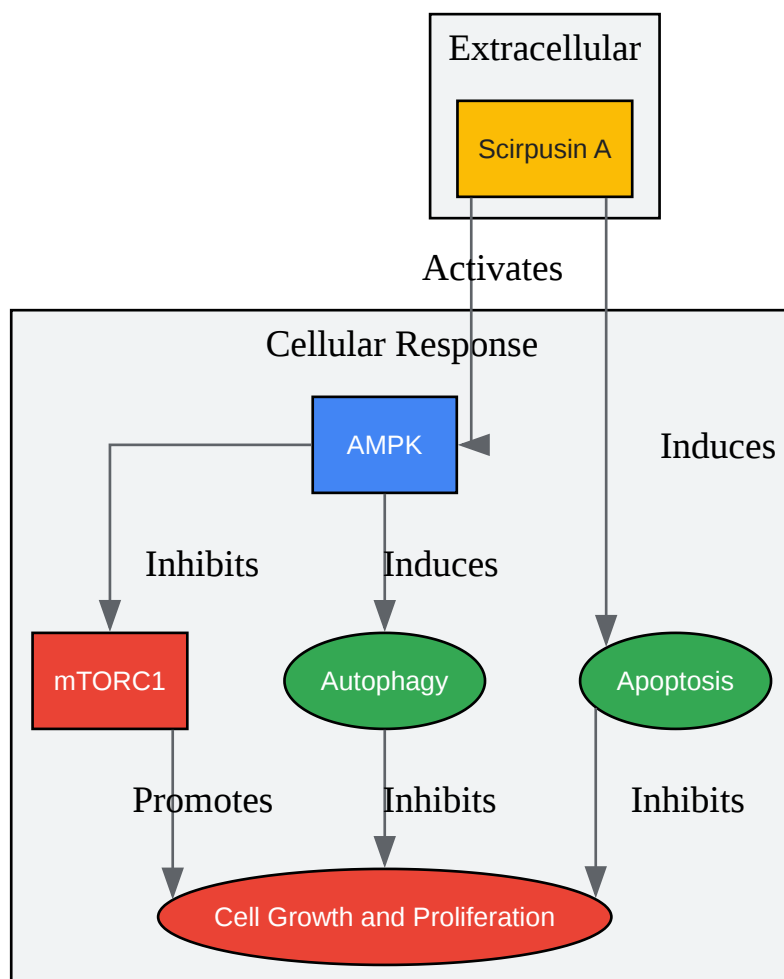 Extracellular
Scirpusin A
Activates
Cellular Response
AMPK
Induces
Inhibits
Induces
mTORC1
Autophagy
Apoptosis
Promotes
Inhibits
Inhibits
Cell Growth and Proliferation